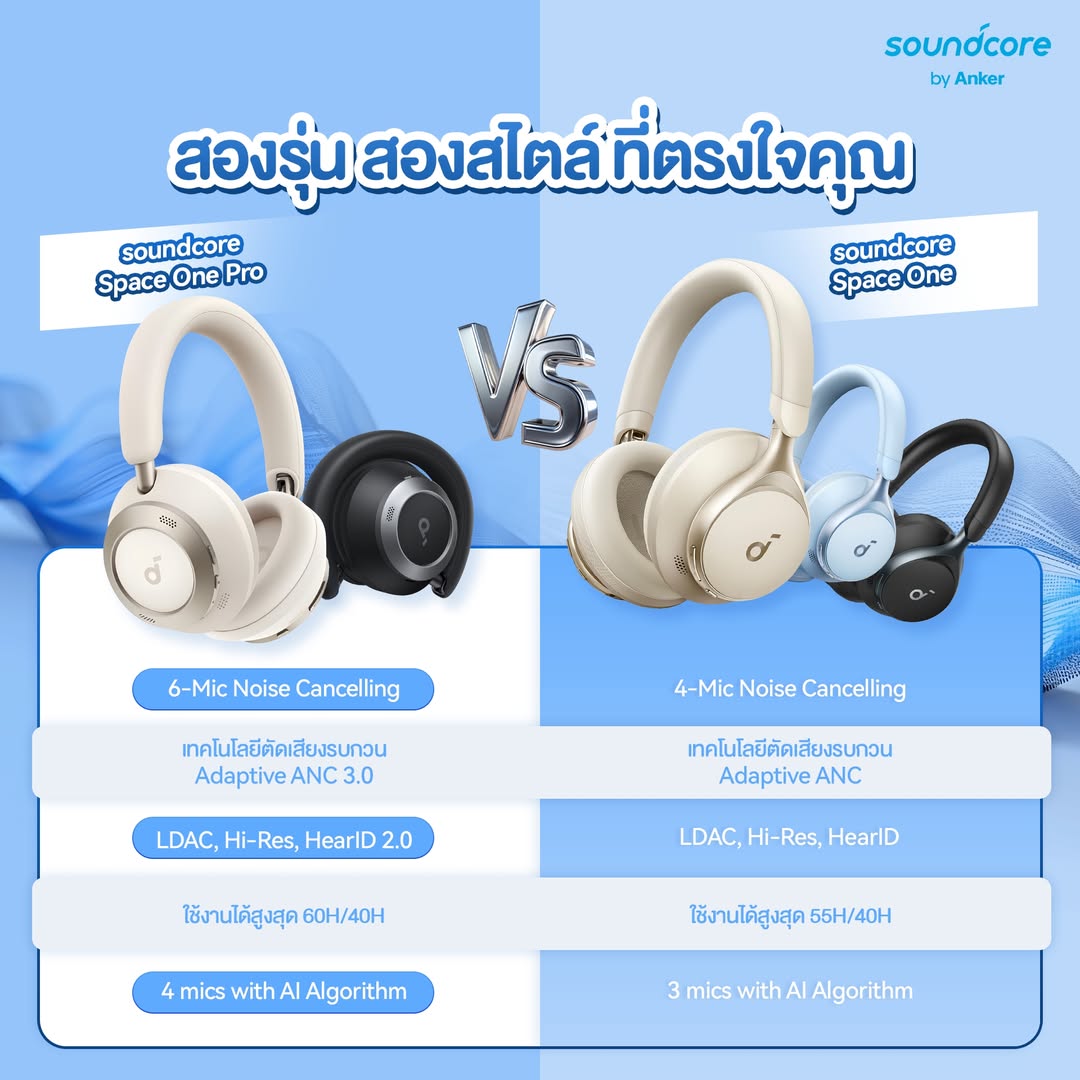 soundcore
by Anker
สองรุ่น สองสไตล์ ที่ตรงใจคุณ
soundcore
Space One Pro
VS
soundcore
Space One
6-Mic Noise Cancelling
4-Mic Noise Cancelling
เทคโนโลยีตัดเสียงรบกวน
Adaptive ANC 3.0
เทคโนโลยีตัดเสียงรบกวน
Adaptive ANC
LDAC, Hi-Res, HearID 2.0
LDAC, Hi-Res, HearID
ใช้งานได้สูงสุด 60H/40H
ใช้งานได้สูงสุด 55H/40H
4 mics with AI Algorithm
3 mics with AI Algorithm